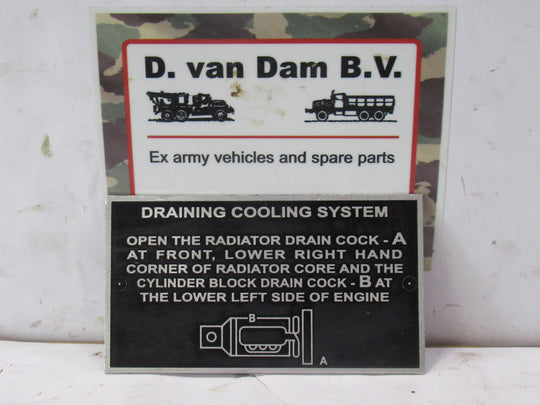 D. van Dam B.V.
Ex army vehicles and spare parts
DRAINING COOLING SYSTEM
OPEN THE RADIATOR DRAIN COCK - A
AT FRONT, LOWER RIGHT HAND
CORNER OF RADIATOR CORE AND THE
CYLINDER BLOCK DRAIN COCK - B AT
THE LOWER LEFT SIDE OF ENGINE
B
A